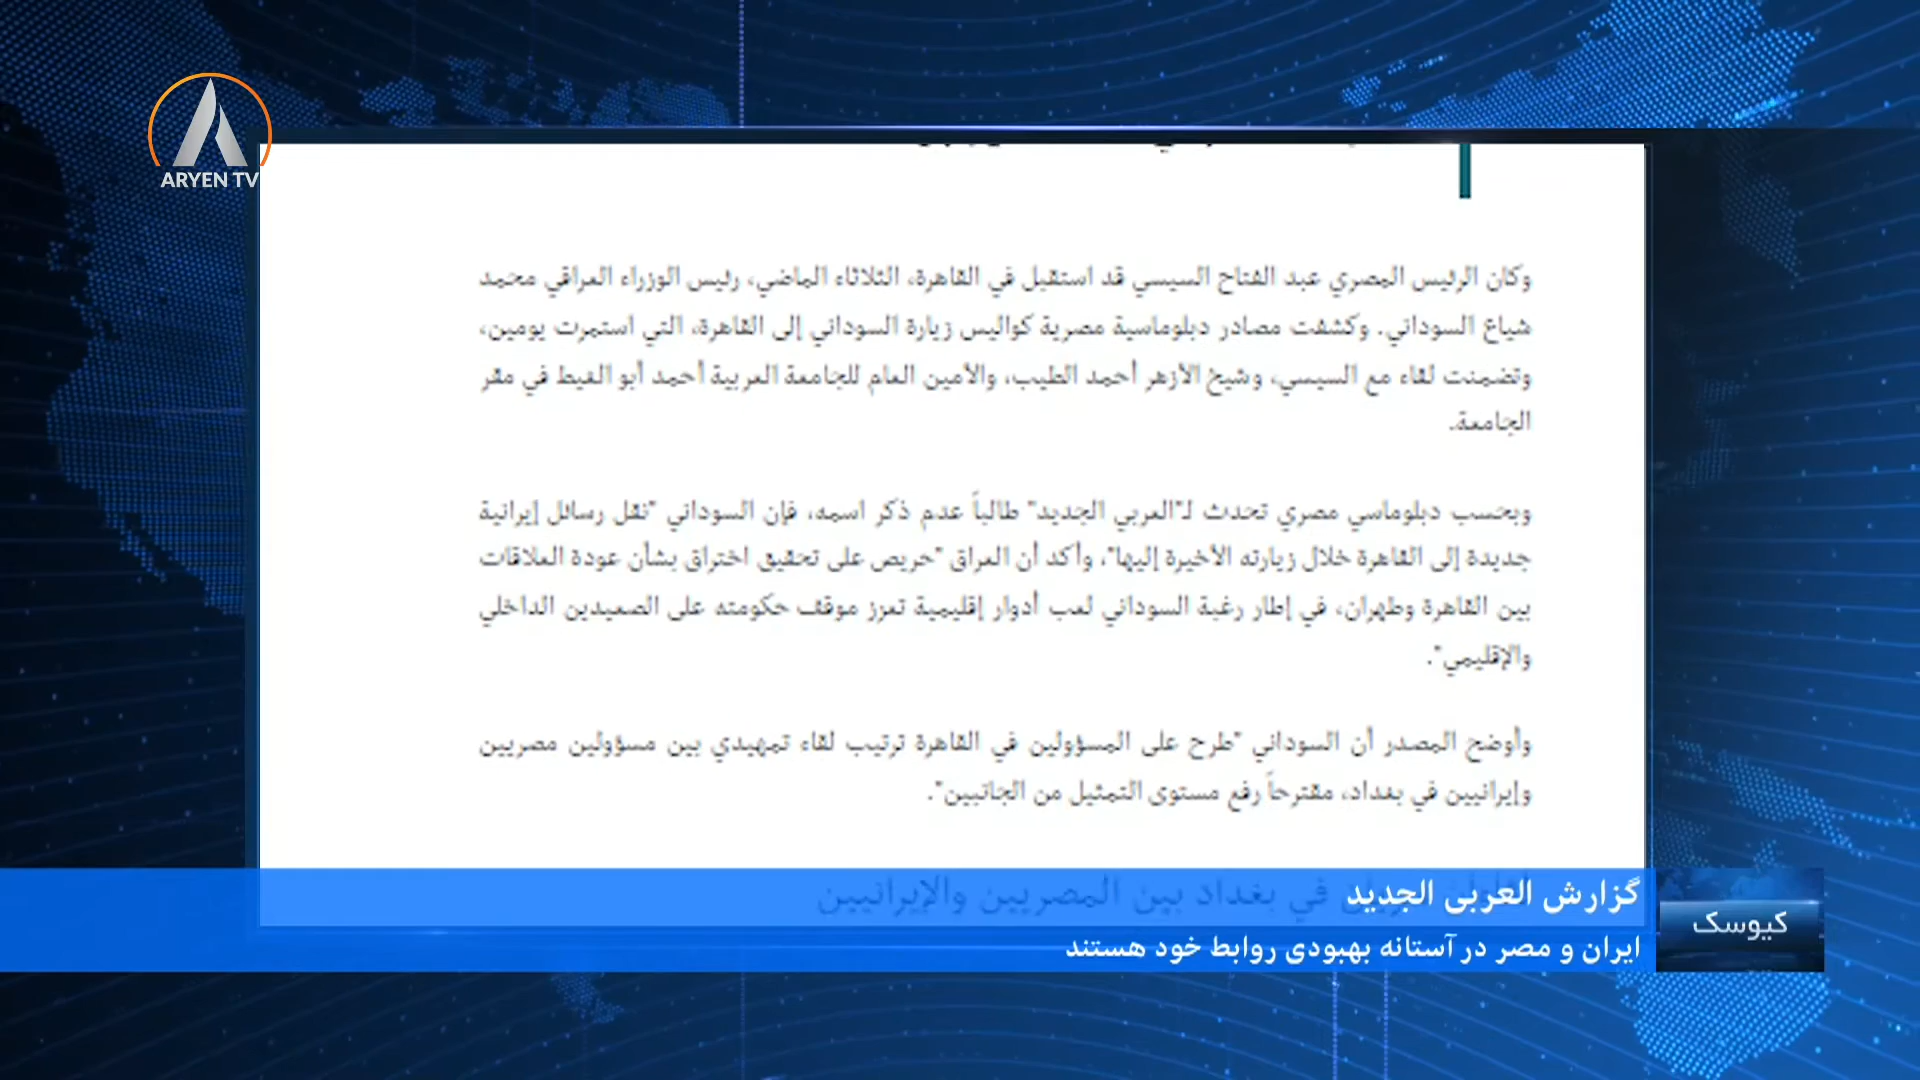 ARYEN TV
وكان الرئيس المصري عبد الفتاح السيسي قد استقبل في القاهرة، الثلاثاء الماضي، رئيس الوزراء العراقي محمد
شياع السوداني. وكشفت مصادر دبلوماسية مصرية كواليس زيارة السوداني إلى القاهرة، التي استمرت يومين،
وتضمنت لقاء مع السيسي، وشيخ الأزهر أحمد الطيب، والأمين العام للجامعة العربية أحمد أبو الغيط في مقر
الجامعة.
وبحسب دبلوماسي مصري تحدث لـ"العربي الجديد" طالباً عدم ذكر اسمه، فإن السوداني "نقل رسائل إيرانية
جديدة إلى القاهرة خلال زيارته الأخيرة إليها"، وأكد أن العراق "حريص على تحقيق اختراق بشأن عودة العلاقات
بين القاهرة وطهران، في إطار رغبة السوداني لعب أدوار إقليمية تعزز موقف حكومته على الصعيدين الداخلي
والإقليمي".
وأوضح المصدر أن السوداني "طرح على المسؤولين في القاهرة ترتيب لقاء تمهيدي بين مسؤولين مصريين
وإيرانيين في بغداد، مقترحاً رفع مستوى التمثيل من الجانبين".
في بغداد بين المصريين والإيرانيين
گزارش العربی الجدید
ایران و مصر در آستانه بهبودی روابط خود هستند
کیوسک